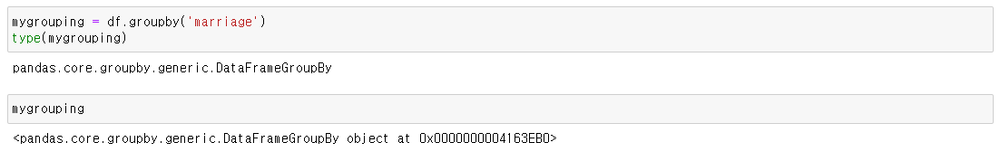 mygrouping = df.groupby('marriage')
type(mygrouping)
pandas.core.groupby.generic.DataFrameGroupBy
mygrouping
<pandas.core.groupby.generic.DataFrameGroupBy object at 0x0000000004163EB0>